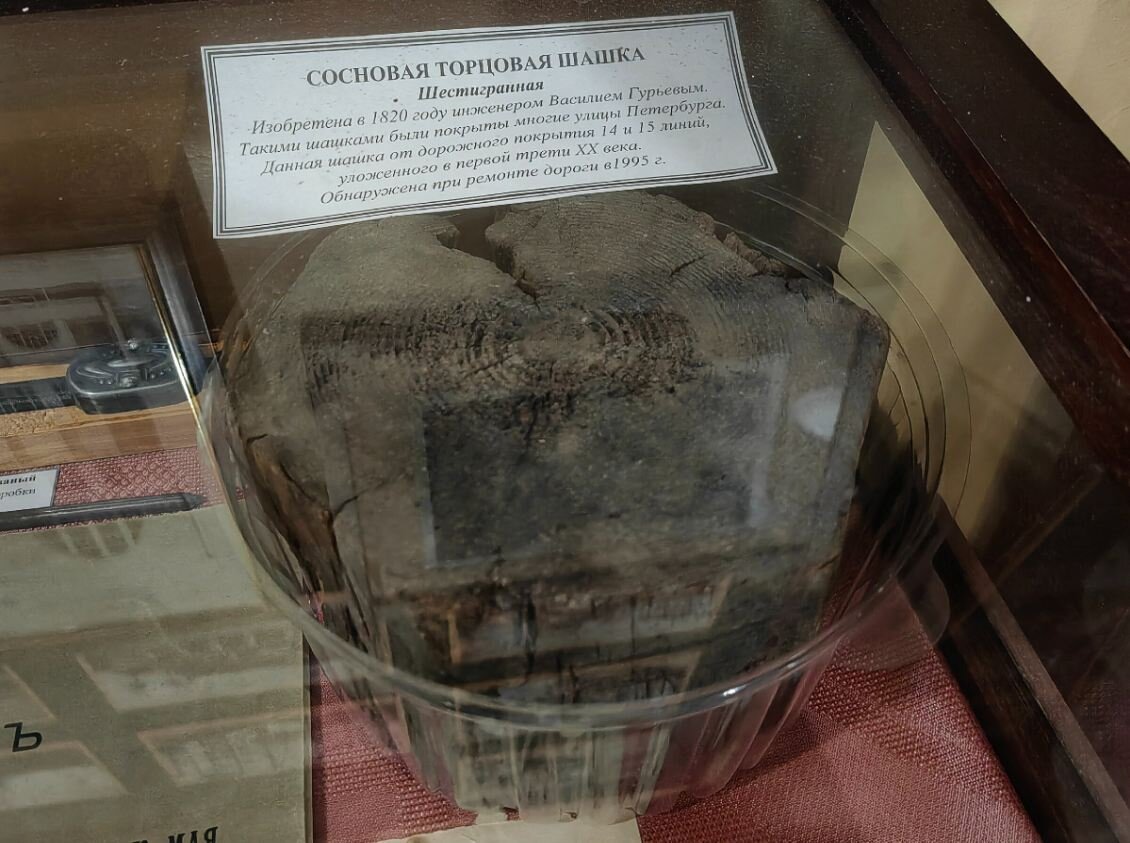 СОСНОВАЯ ТОРЦОВАЯ ШАШКА
Шестигранная
Изобретена в 1820 году инженером Василием Гурьевым.
Такими шашками были покрыты многие улицы Петербурга.
Данная шашка от дорожного покрытия 14 и 15 линий,
уложенного в первой трети XX века.
Обнаружена при ремонте дороги в1995 г.
Ъ